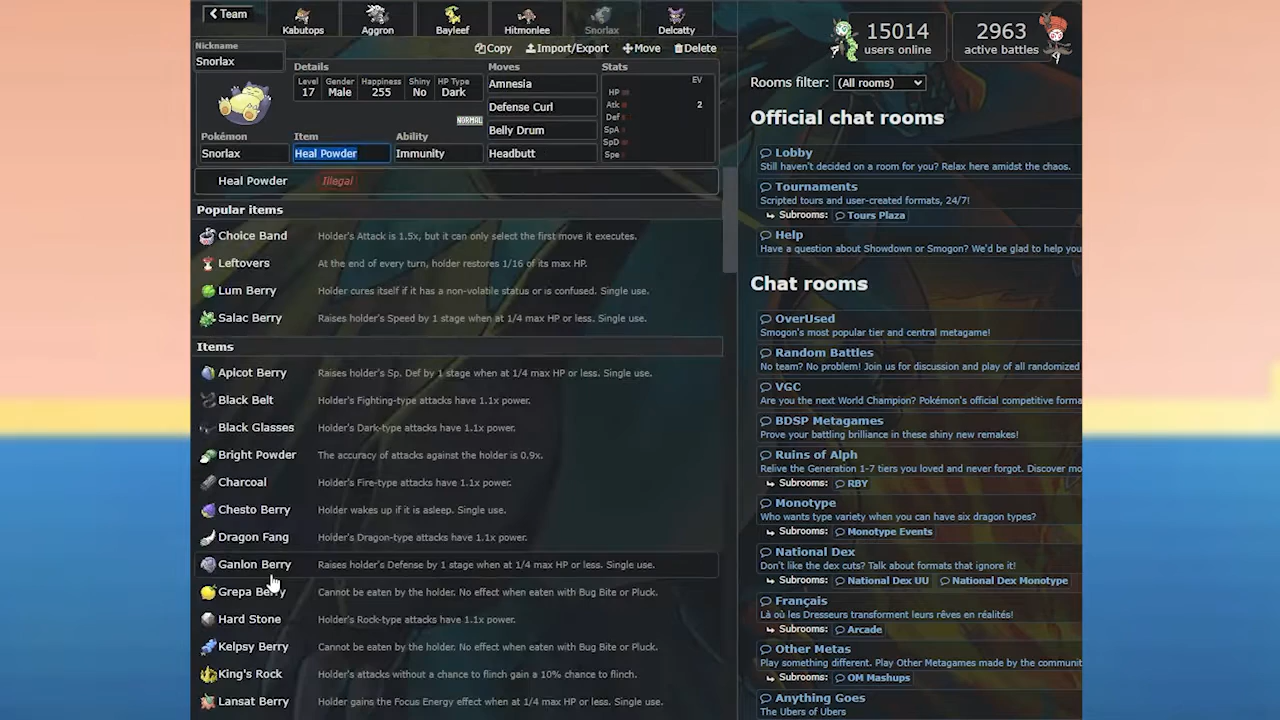 Team
Kabutops
Aggron
Bayleef
Hitmonlee
Snorlax
Delcatty
Nickname
Snorlax
Copy
Import/Export
Move
Delete
Details
Level
17
Gender
Male
Happiness
255
Shiny
No
HP Type
Dark
NORMAL
Moves
Amnesia
Defense Curl
Belly Drum
Headbutt
Stats
EV
HP
Atk
2
Def
SpA
SpD
Spe
Pokémon
Snorlax
Item
Heal Powder
Ability
Immunity
Heal Powder Illegal
Popular items
Choice Band Holder's Attack is 1.5x, but it can only select the first move it executes.
Leftovers At the end of every turn, holder restores 1/16 of its max HP.
Lum Berry Holder cures itself if it has a non-volatile status or is confused. Single use.
Salac Berry Raises holder's Speed by 1 stage when at 1/4 max HP or less. Single use.
Items
Apicot Berry Raises holder's Sp. Def by 1 stage when at 1/4 max HP or less. Single use.
Black Belt Holder's Fighting-type attacks have 1.1x power.
Black Glasses Holder's Dark-type attacks have 1.1x power.
Bright Powder The accuracy of attacks against the holder is 0.9x.
Charcoal Holder's Fire-type attacks have 1.1x power.
Chesto Berry Holder wakes up if it is asleep. Single use.
Dragon Fang Holder's Dragon-type attacks have 1.1x power.
Ganlon Berry Raises holder's Defense by 1 stage when at 1/4 max HP or less. Single use.
Grepa Berry Cannot be eaten by the holder. No effect when eaten with Bug Bite or Pluck.
Hard Stone Holder's Rock-type attacks have 1.1x power.
Kelpsy Berry Cannot be eaten by the holder. No effect when eaten with Bug Bite or Pluck.
King's Rock Holder's attacks without a chance to flinch gain a 10% chance to flinch.
Lansat Berry Holder gains the Focus Energy effect when at 1/4 max HP or less. Single use.
15014
users online
2963
active battles
Rooms filter: (All rooms)
Official chat rooms
Lobby
Still haven't decided on a room for you? Relax here amidst the chaos.
Tournaments
Scripted tours and user-created formats, 24/7!
Subrooms: Tours Plaza
Help
Have a question about Showdown or Smogon? We'd be glad to help you
Chat rooms
OverUsed
Smogon's most popular tier and central metagame!
Random Battles
No team? No problem! Join us for discussion and play of all randomized
VGC
Are you the next World Champion? Pokémon's official competitive forma
BDSP Metagames
Prove your battling brilliance in these shiny new remakes!
Ruins of Alph
Relive the Generation 1-7 tiers you loved and never forgot. Discover mo
Subrooms: RBY
Monotype
Who wants type variety when you can have six dragon types?
Subrooms: Monotype Events
National Dex
Don't like the dex cuts? Talk about formats that ignore it!
Subrooms: National Dex UU National Dex Monotype
Français
Là où les Dresseurs transforment leurs rêves en réalités!
Subrooms: Arcade
Other Metas
Play something different. Play Other Metagames made by the communit
Subrooms: OM Mashups
Anything Goes
The Ubers of Ubers